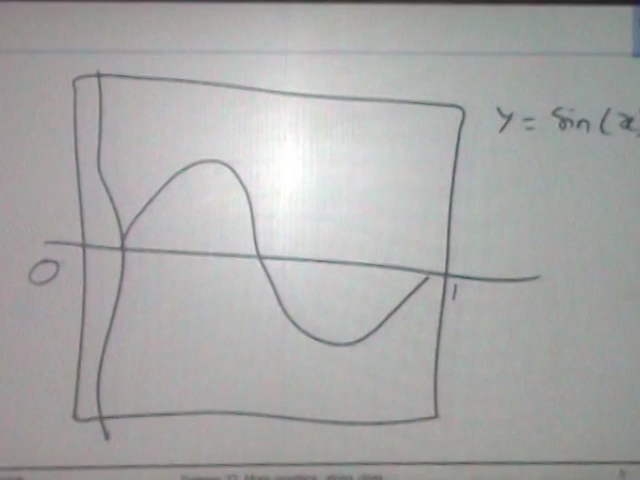 y = sin(x
0
1